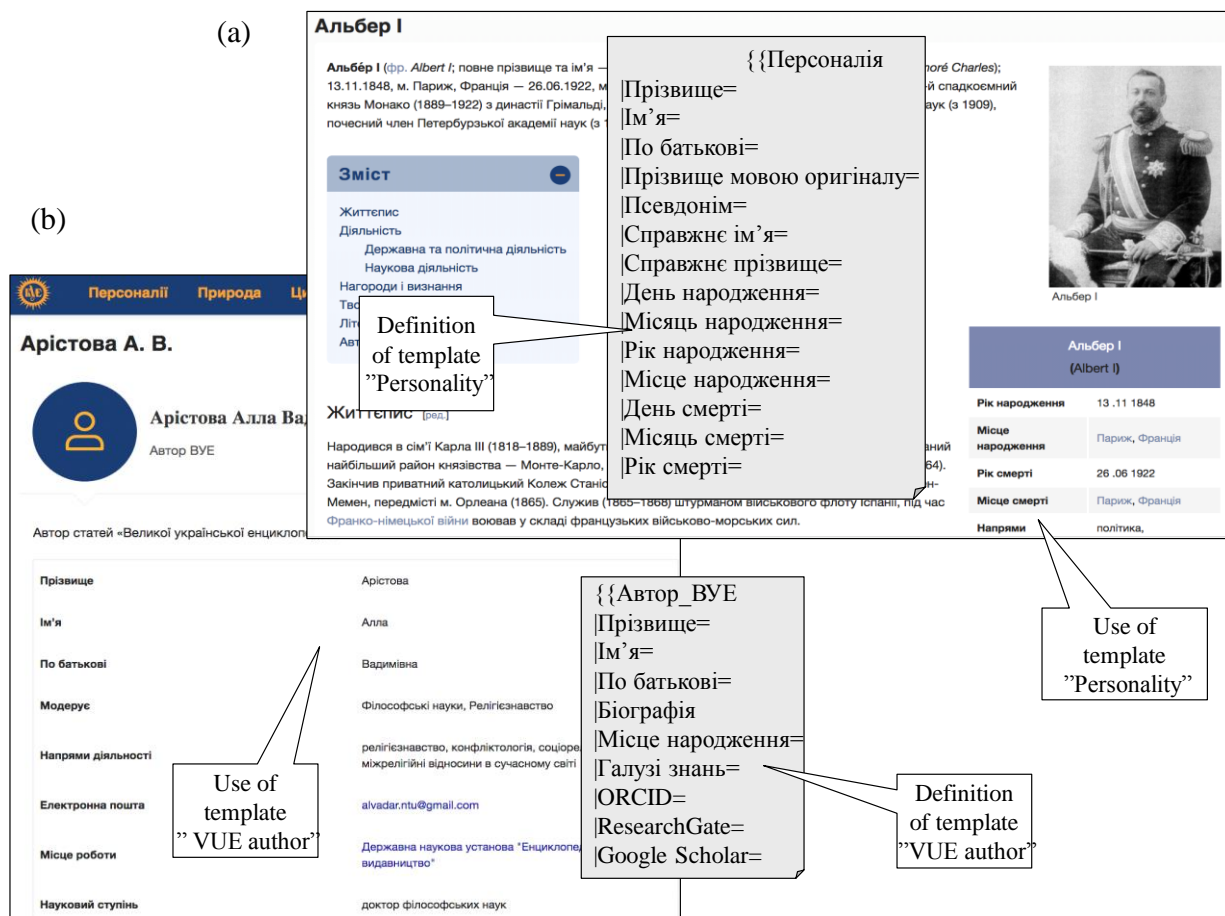 (a)
Альбер I
Альбе́р I (фр. Albert I; повне прізвище та ім’я — noré Charles);
13.11.1848, м. Париж, Франція — 26.06.1922, м -й спадкоємний
князь Монако (1889–1922) з династії Грімальді, аук (з 1909),
почесний член Петербурзької академії наук (з 1
Зміст
Життєпис
Діяльність
Державна та політична діяльність
Наукова діяльність
Нагороди і визнання
Тво
Літе
Авт
{{Персоналія
|Прізвище=
|Ім’я=
|По батькові=
|Прізвище мовою оригіналу=
|Псевдонім=
|Справжнє ім’я=
|Справжнє прізвище=
|День народження=
|Місяць народження=
|Рік народження=
|Місце народження=
|День смерті=
|Місяць смерті=
|Рік смерті=
Definition
of template
”Personality”
Альбер I
Альбер I
(Albert I)
Рік народження 13 .11 1848
Місце
народження Париж, Франція
Рік смерті 26 .06 1922
Місце смерті Париж, Франція
Напрями політика,
Життєпис [ред.]
Народився в сім'ї Карла III (1818–1889), майбут аний
найбільший район князівства — Монте-Карло, 64).
Закінчив приватний католицький Колеж Станіс он-
Мемен, передмісті м. Орлеана (1865). Служив (1865–1868) штурманом військового флоту Іспанії, під час
Франко-німецької війни воював у складі французьких військово-морських сил.
Use of
template
”Personality”
(b)
ВУЕ Персоналії Природа Ци
Арістова А. В.
Арістова Алла Вад
Автор ВУЕ
Автор статей «Великої української енцикло
Прізвище Арістова
Ім'я Алла
По батькові Вадимівна
Модерує Філософські науки, Релігієзнавство
Напрями діяльності релігієзнавство, конфліктологія, соціоре
міжрелігійні відносини в сучасному світі
Електронна пошта alvadar.ntu@gmail.com
Місце роботи Державна наукова установа "Енциклопед
видавництво"
Науковий ступінь доктор філософських наук
Use of
template
” VUE author”
{{Автор_ВУЕ
|Прізвище=
|Ім’я=
|По батькові=
|Біографія
|Місце народження=
|Галузі знань=
|ORCID=
|ResearchGate=
|Google Scholar=
Definition
of template
”VUE author”